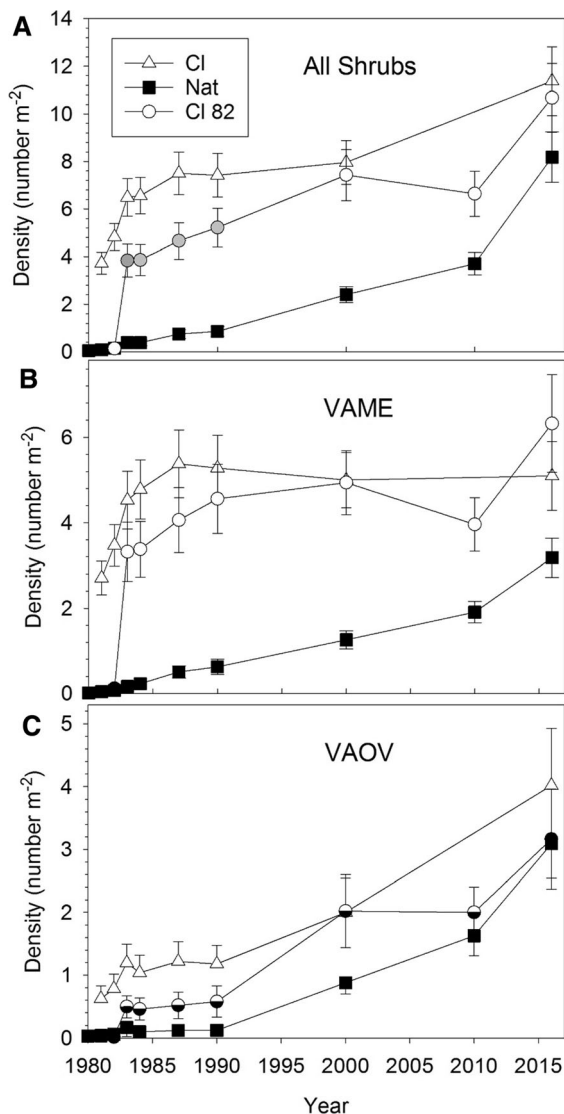 A
All Shrubs
Cl
Nat
Cl 82
Density (number m⁻²)
14
12
10
8
6
4
2
0
B
VAME
Density (number m⁻²)
6
4
2
0
C
VAOV
Density (number m⁻²)
5
4
3
2
1
0
1980 1985 1990 1995 2000 2005 2010 2015
Year